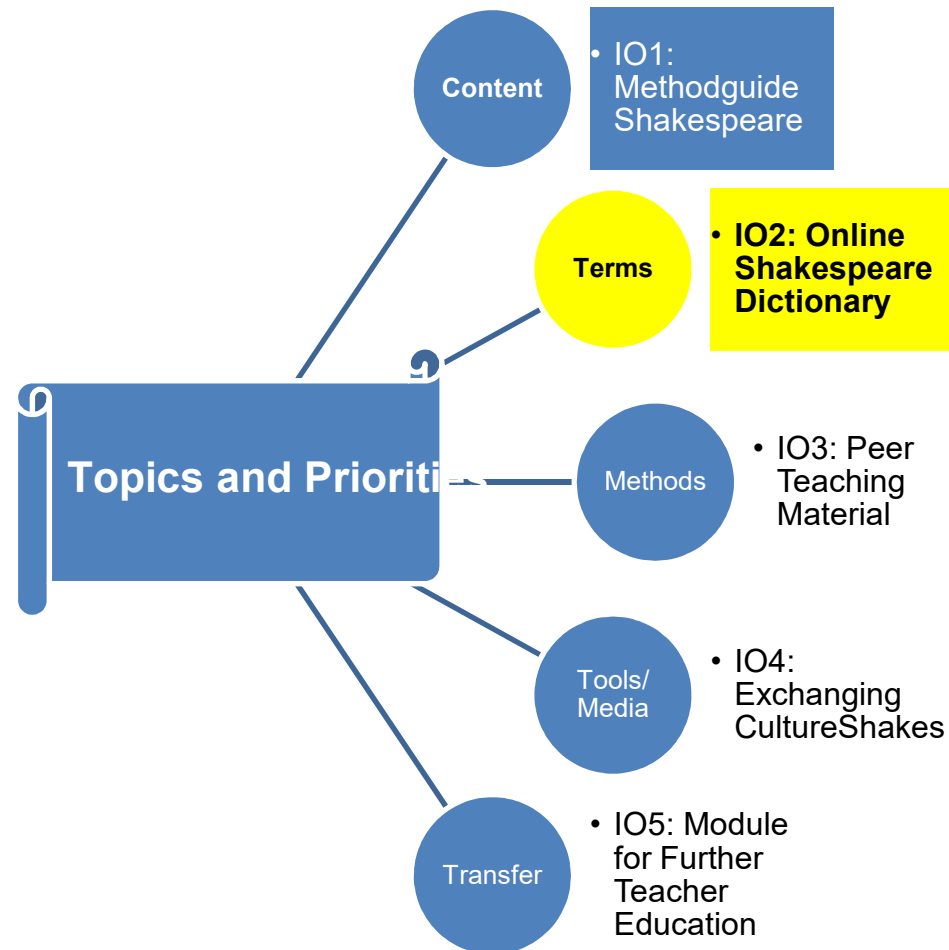 Content
• IO1:
Methodguide
Shakespeare
Terms
• IO2: Online
Shakespeare
Dictionary
Topics and Priorities
Methods
• IO3: Peer
Teaching
Material
Tools/
Media
• IO4:
Exchanging
CultureShakes
Transfer
• IO5: Module
for Further
Teacher
Education